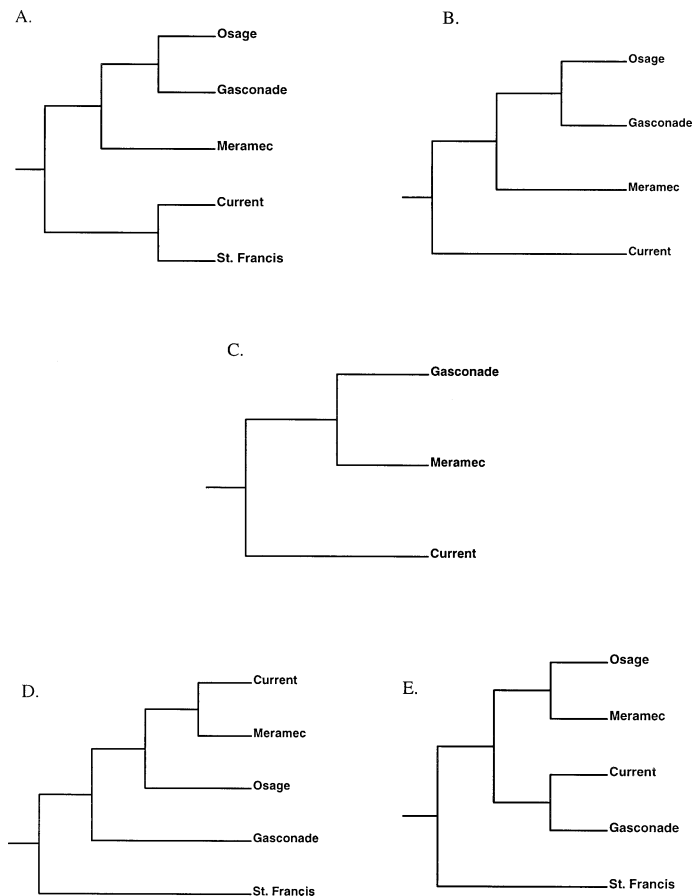 A.
Osage
Gasconade
Meramec
Current
St. Francis
B.
Osage
Gasconade
Meramec
Current
C.
Gasconade
Meramec
Current
D.
Current
Meramec
Osage
Gasconade
St. Francis
E.
Osage
Meramec
Current
Gasconade
St. Francis